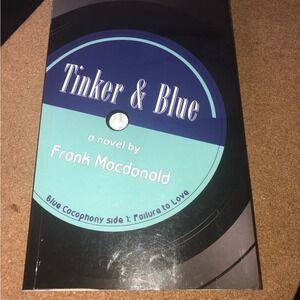 Tinker & Blue
a novel by
Frank Macdonald
Blue Cacophony side 1: Failure to Love